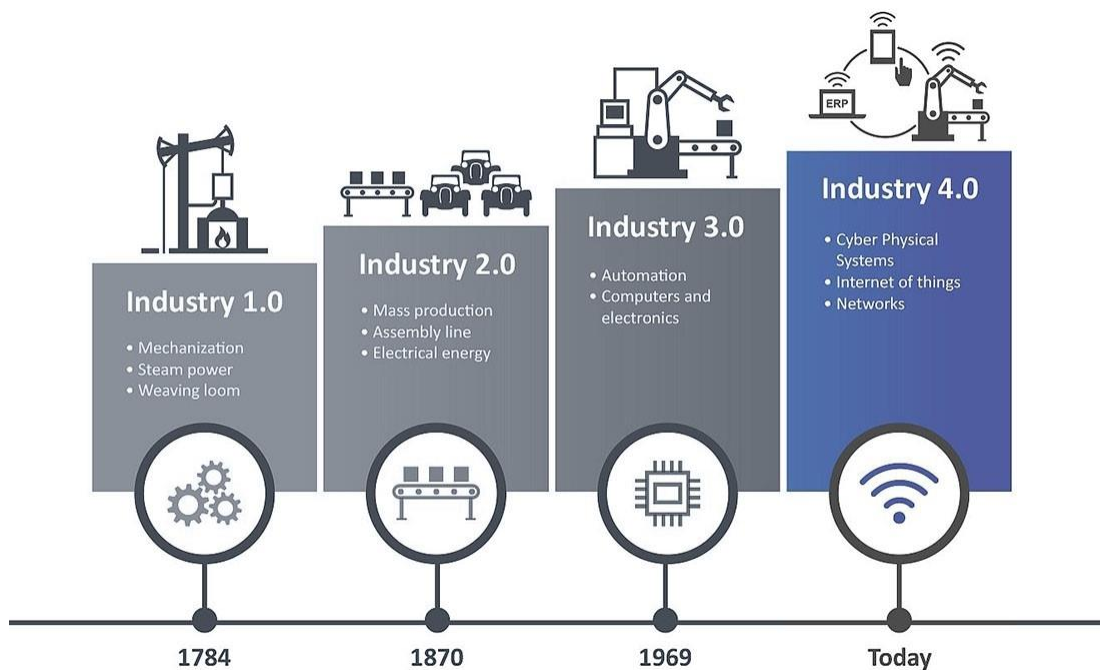 ERP
Industry 1.0
• Mechanization
• Steam power
• Weaving loom
Industry 2.0
• Mass production
• Assembly line
• Electrical energy
Industry 3.0
• Automation
• Computers and
electronics
Industry 4.0
• Cyber Physical
Systems
• Internet of things
• Networks
1784
1870
1969
Today